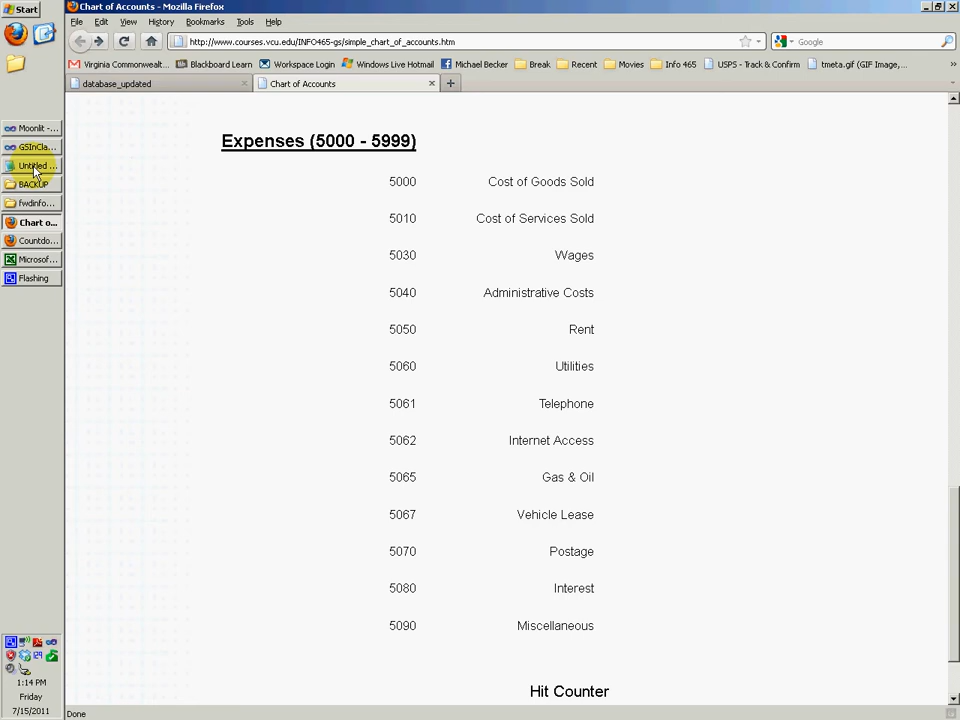 Start
Chart of Accounts - Mozilla Firefox
File Edit View History Bookmarks Tools Help
http://www.courses.vcu.edu/INFO465-gs/simple_chart_of_accounts.htm
Google
Virginia Commonwealt... Blackboard Learn Workspace Login Windows Live Hotmail Michael Becker Break Recent Movies Info 465 USPS - Track & Confirm tmeta.gif (GIF Image,... »
database_updated
Chart of Accounts
Moonlit -...
GSInCla...
Untitled ...
BACKUP
fwdinfo...
Chart o...
Countdo...
Microsof...
Flashing
Expenses (5000 - 5999)
5000 Cost of Goods Sold
5010 Cost of Services Sold
5030 Wages
5040 Administrative Costs
5050 Rent
5060 Utilities
5061 Telephone
5062 Internet Access
5065 Gas & Oil
5067 Vehicle Lease
5070 Postage
5080 Interest
5090 Miscellaneous
Hit Counter
1:14 PM
Friday
7/15/2011
Done